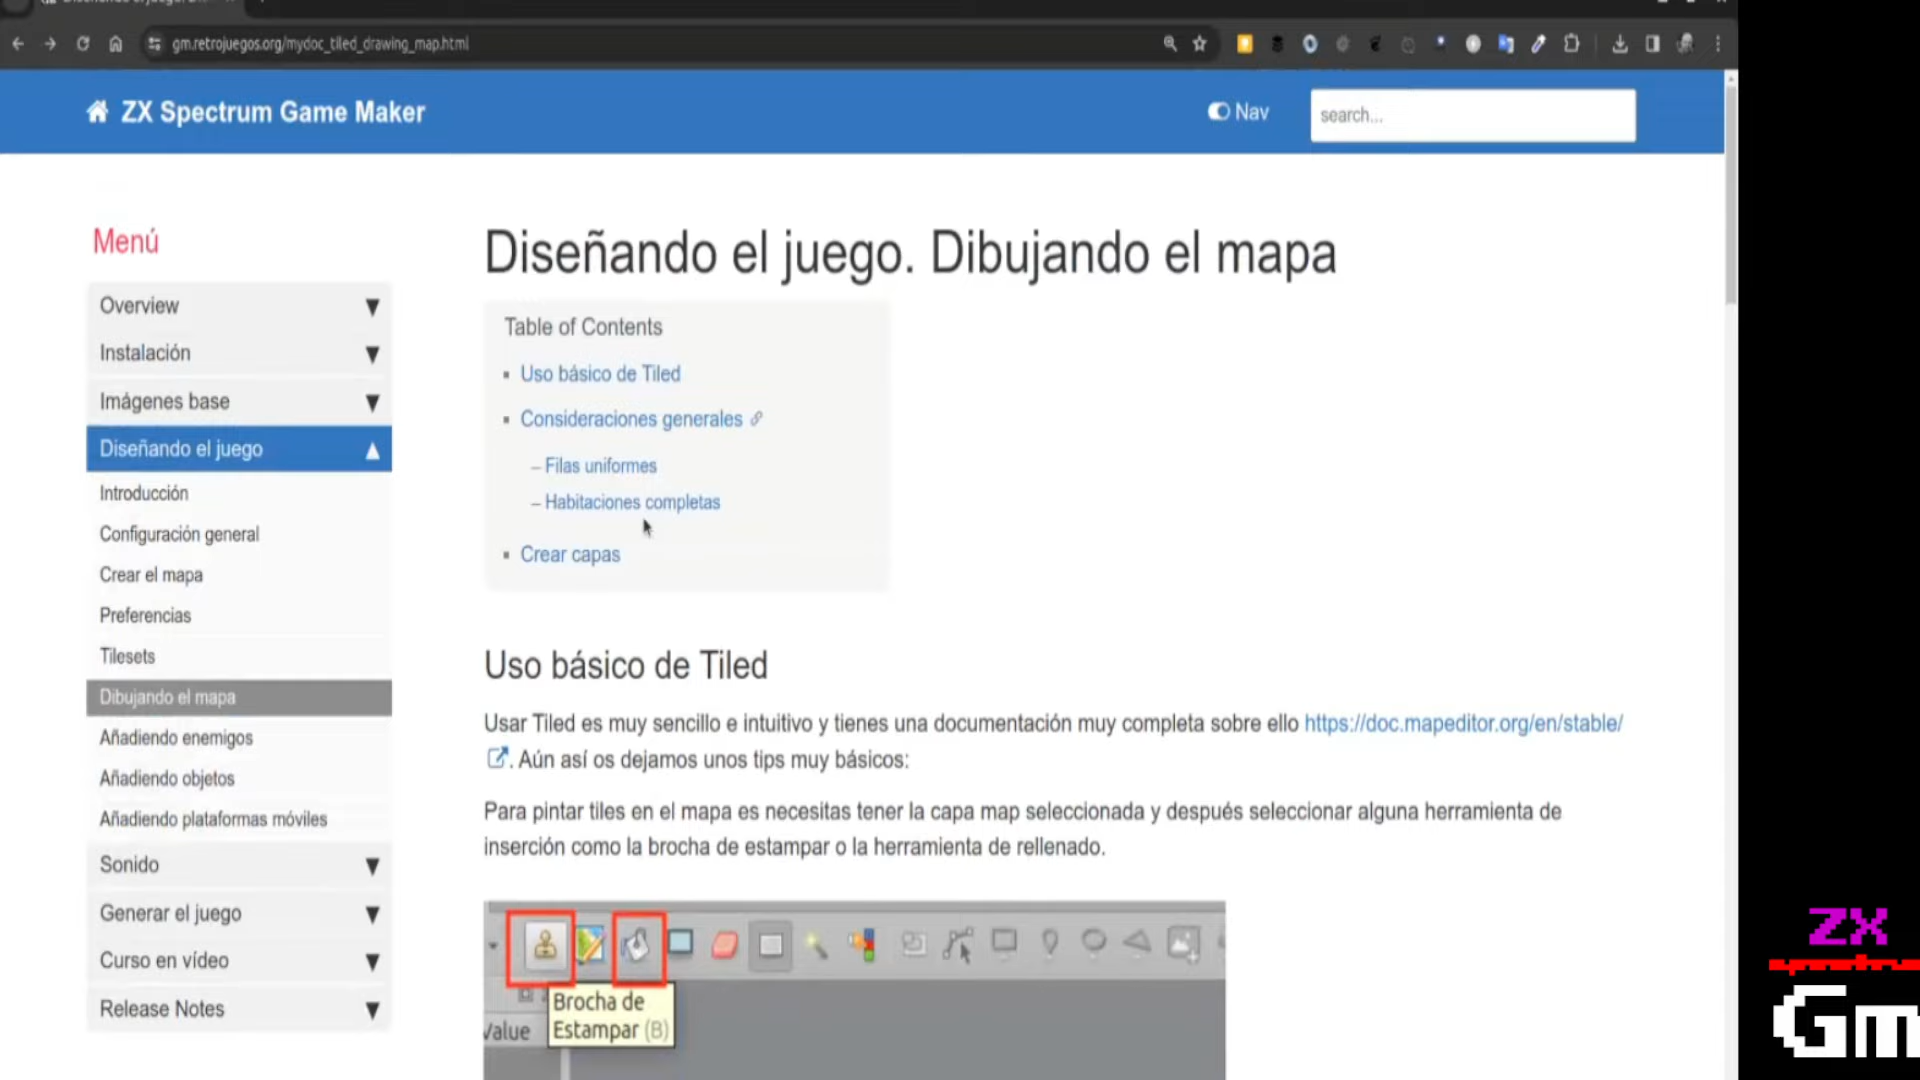 gm.retrojuegos.org/mydoc_tiled_drawing_map.html
ZX Spectrum Game Maker
Nav
search...
Menú
Overview
Instalación
Imágenes base
Diseñando el juego
Introducción
Configuración general
Crear el mapa
Preferencias
Tilesets
Dibujando el mapa
Añadiendo enemigos
Añadiendo objetos
Añadiendo plataformas móviles
Sonido
Generar el juego
Curso en vídeo
Release Notes
Diseñando el juego. Dibujando el mapa
Table of Contents
Uso básico de Tiled
Consideraciones generales
– Filas uniformes
– Habitaciones completas
Crear capas
Uso básico de Tiled
Usar Tiled es muy sencillo e intuitivo y tienes una documentación muy completa sobre ello https://doc.mapeditor.org/en/stable/
. Aún así os dejamos unos tips muy básicos:
Para pintar tiles en el mapa es necesitas tener la capa map seleccionada y después seleccionar alguna herramienta de
inserción como la brocha de estampar o la herramienta de rellenado.
Brocha de
Estampar (B)
Value
ZX
Gm